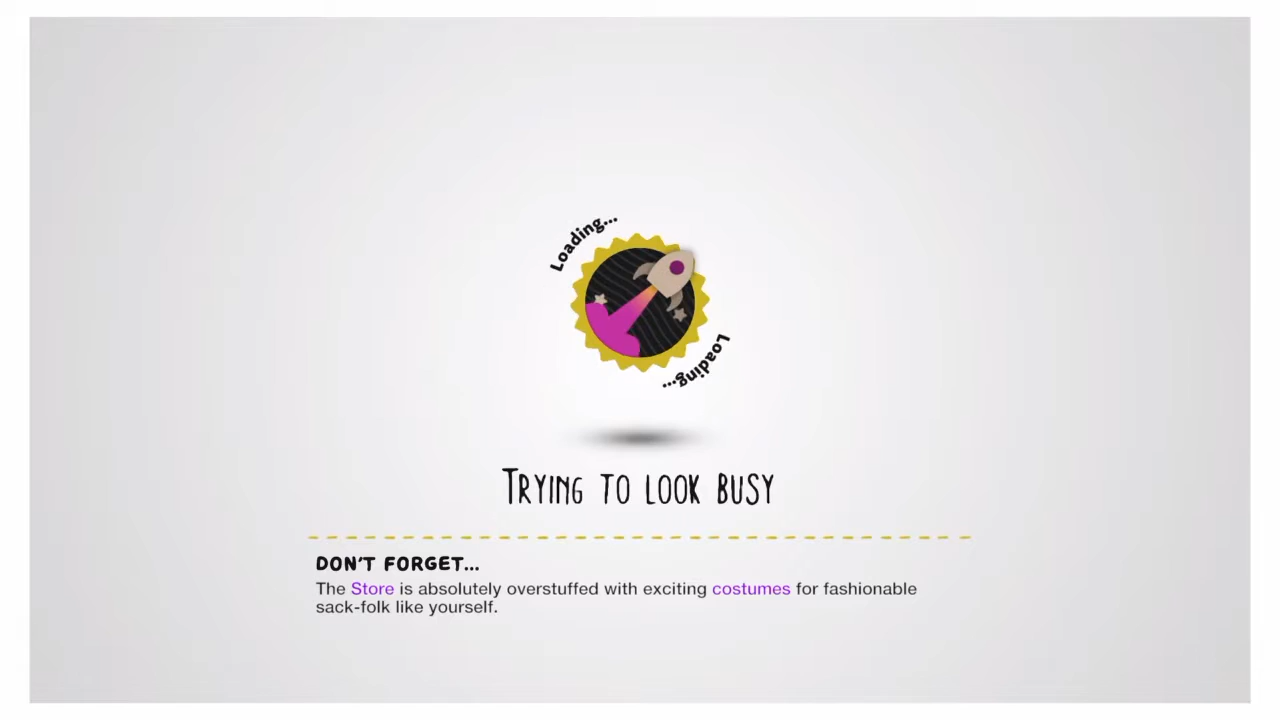 Loading...
Loading...
TRYING TO LOOK BUSY
DON'T FORGET...
The Store is absolutely overstuffed with exciting costumes for fashionable
sack-folk like yourself.